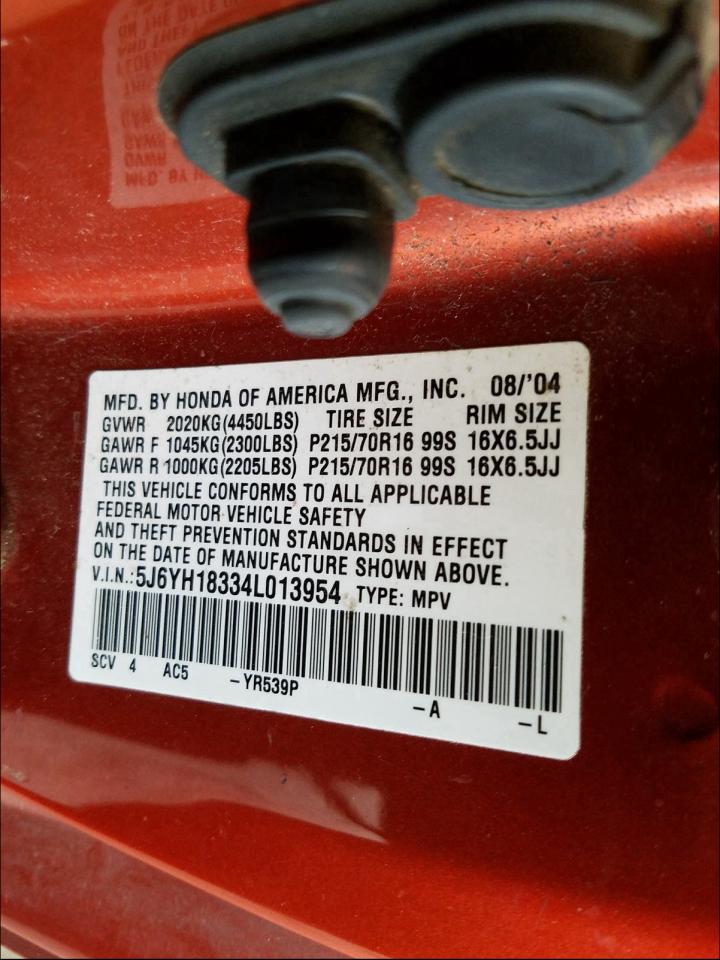 MFD. BY HONDA OF AMERICA MFG., INC. 08/'04
GVWR 2020KG(4450LBS) TIRE SIZE RIM SIZE
GAWR F 1045KG(2300LBS) P215/70R16 99S 16X6.5JJ
GAWR R 1000KG(2205LBS) P215/70R16 99S 16X6.5JJ
THIS VEHICLE CONFORMS TO ALL APPLICABLE
FEDERAL MOTOR VEHICLE SAFETY
AND THEFT PREVENTION STANDARDS IN EFFECT
ON THE DATE OF MANUFACTURE SHOWN ABOVE.
V.I.N.:5J6YH18334L013954 TYPE: MPV
SCV 4 AC5 -YR539P -A -L